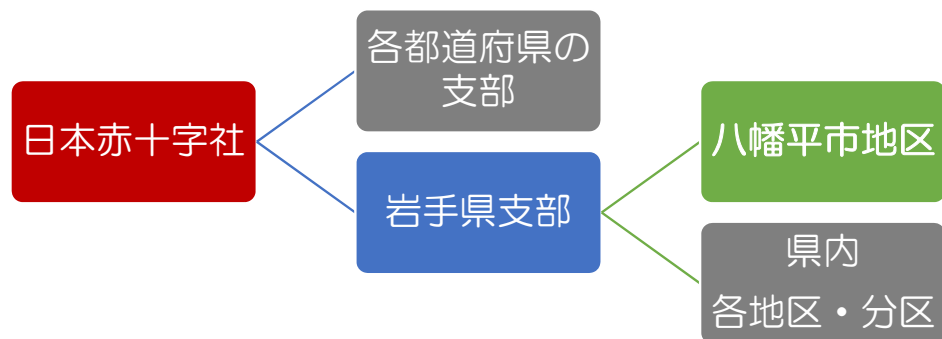 日本赤十字社
各都道府県の
支部
岩手県支部
八幡平市地区
県内
各地区・分区